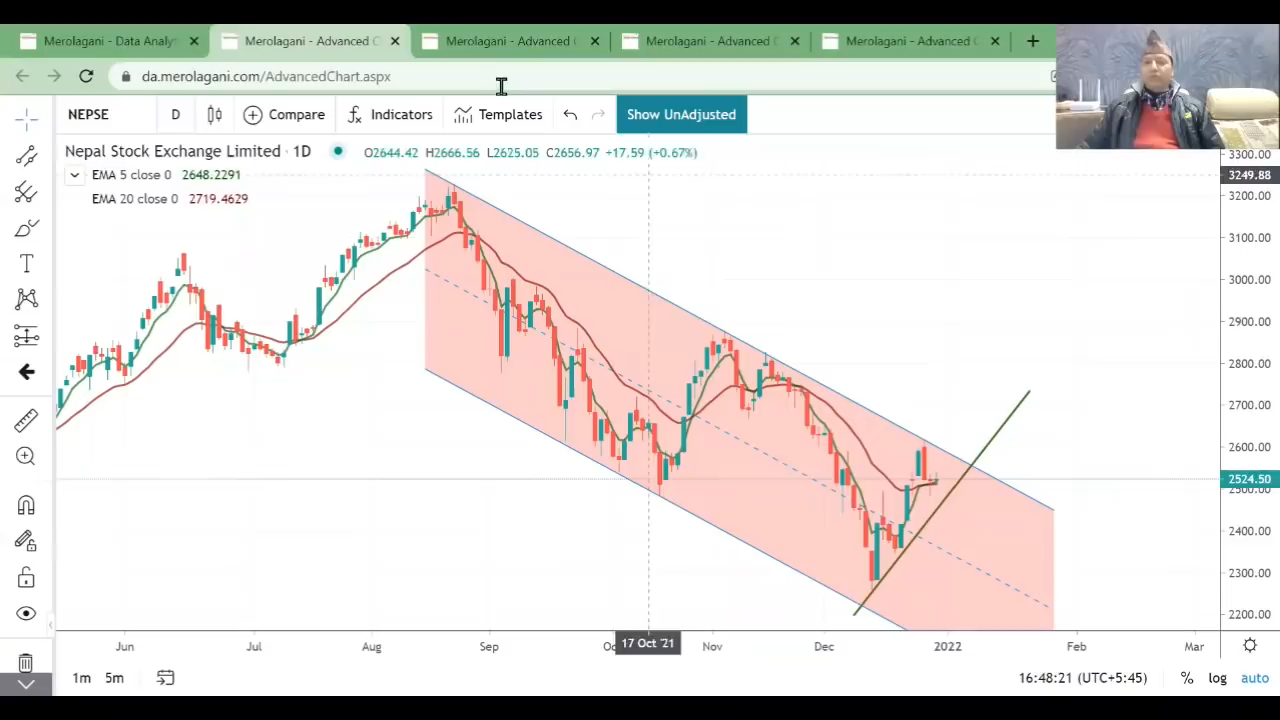 Merolagani - Data Analy
Merolagani - Advanced C
Merolagani - Advanced C
Merolagani - Advanced C
Merolagani - Advanced C
da.merolagani.com/AdvancedChart.aspx
NEPSE D Compare Indicators Templates Show UnAdjusted
Nepal Stock Exchange Limited · 1D O2644.42 H2666.56 L2625.05 C2656.97 +17.59 (+0.67%)
EMA 5 close 0 2648.2291
EMA 20 close 0 2719.4629
3300.00
3249.88
3200.00
3100.00
3000.00
2900.00
2800.00
2700.00
2600.00
2524.50
2500.00
2400.00
2300.00
2200.00
Jun Jul Aug Sep 17 Oct '21 Nov Dec 2022 Feb Mar
1m 5m 16:48:21 (UTC+5:45) % log auto